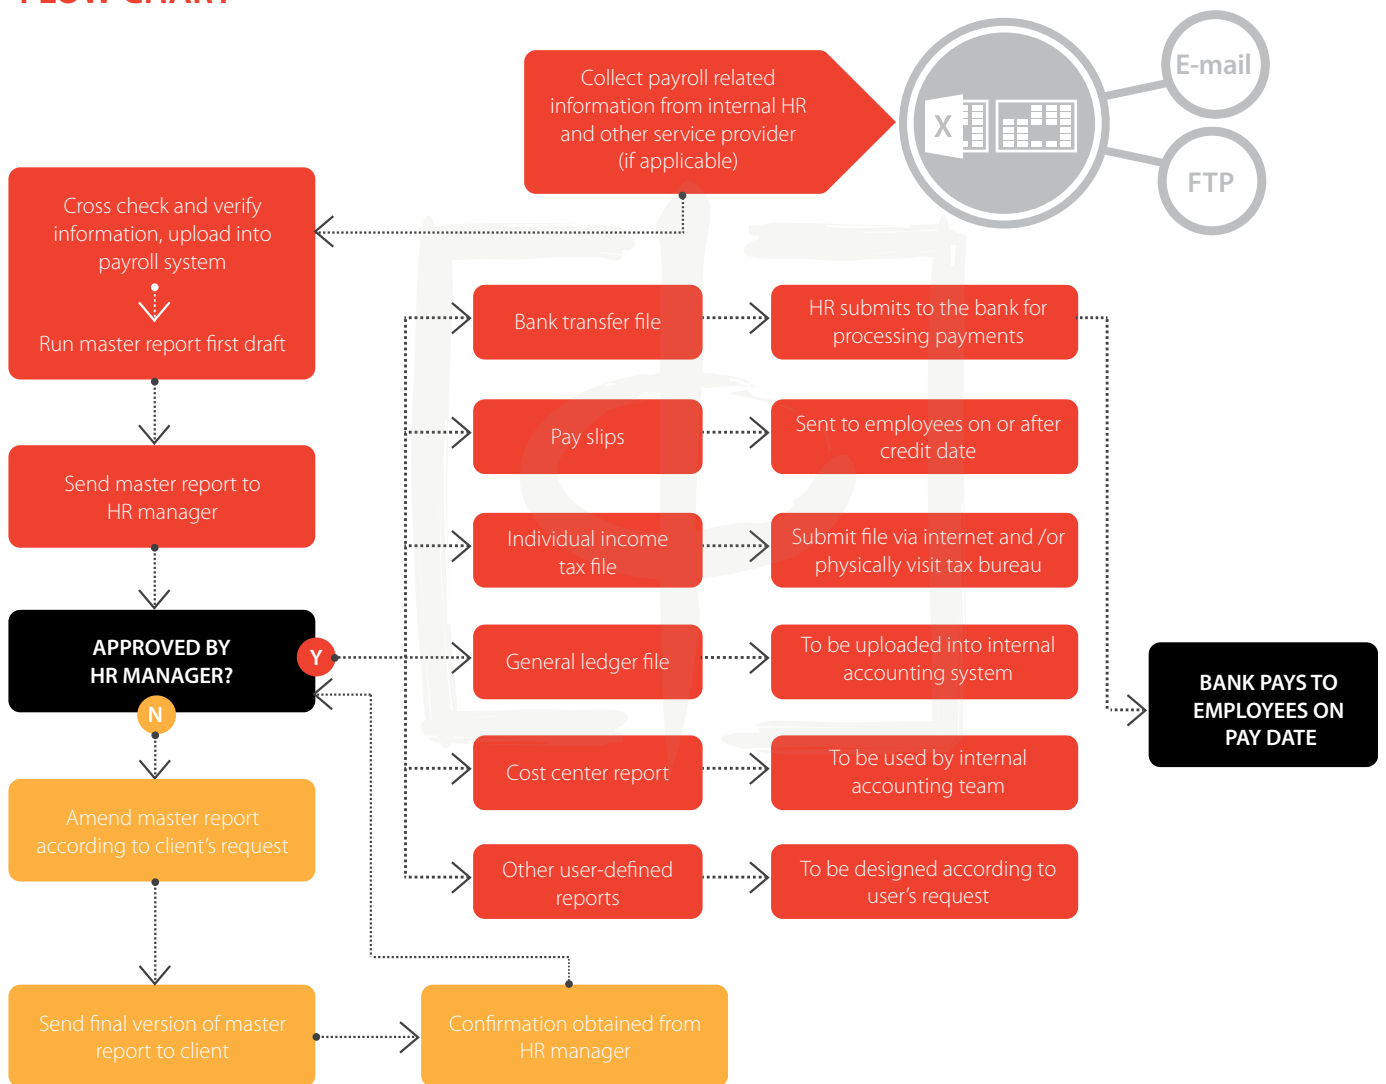 FLOW CHART
Collect payroll related
information from internal HR
and other service provider
(if applicable)
X
E-mail
FTP
Cross check and verify
information, upload into
payroll system
Run master report first draft
Send master report to
HR manager
APPROVED BY
HR MANAGER?
Y
N
Amend master report
according to client's request
Send final version of master
report to client
Confirmation obtained from
HR manager
Bank transfer file
HR submits to the bank for
processing payments
Pay slips
Sent to employees on or after
credit date
Individual income
tax file
Submit file via internet and /or
physically visit tax bureau
General ledger file
To be uploaded into internal
accounting system
Cost center report
To be used by internal
accounting team
Other user-defined
reports
To be designed according to
user's request
BANK PAYS TO
EMPLOYEES ON
PAY DATE